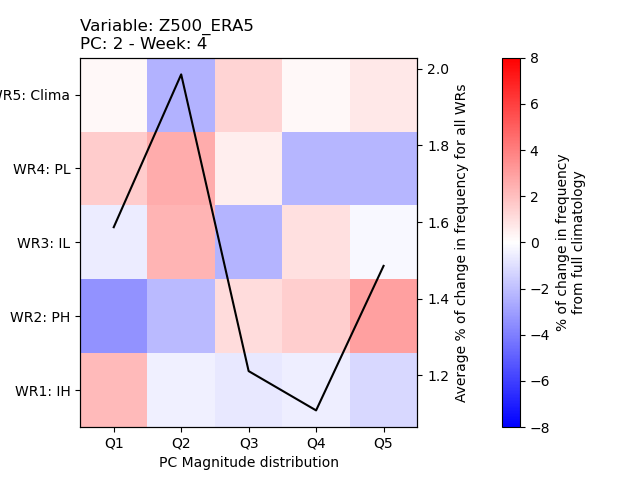 Variable: Z500_ERA5
PC: 2 - Week: 4
WR5: Clima
WR4: PL
WR3: IL
WR2: PH
WR1: IH
Q1 Q2 Q3 Q4 Q5
PC Magnitude distribution
2.0
1.8
1.6
1.4
1.2
Average % of change in frequency for all WRs
8
6
4
2
0
−2
−4
−6
−8
% of change in frequency
from full climatology